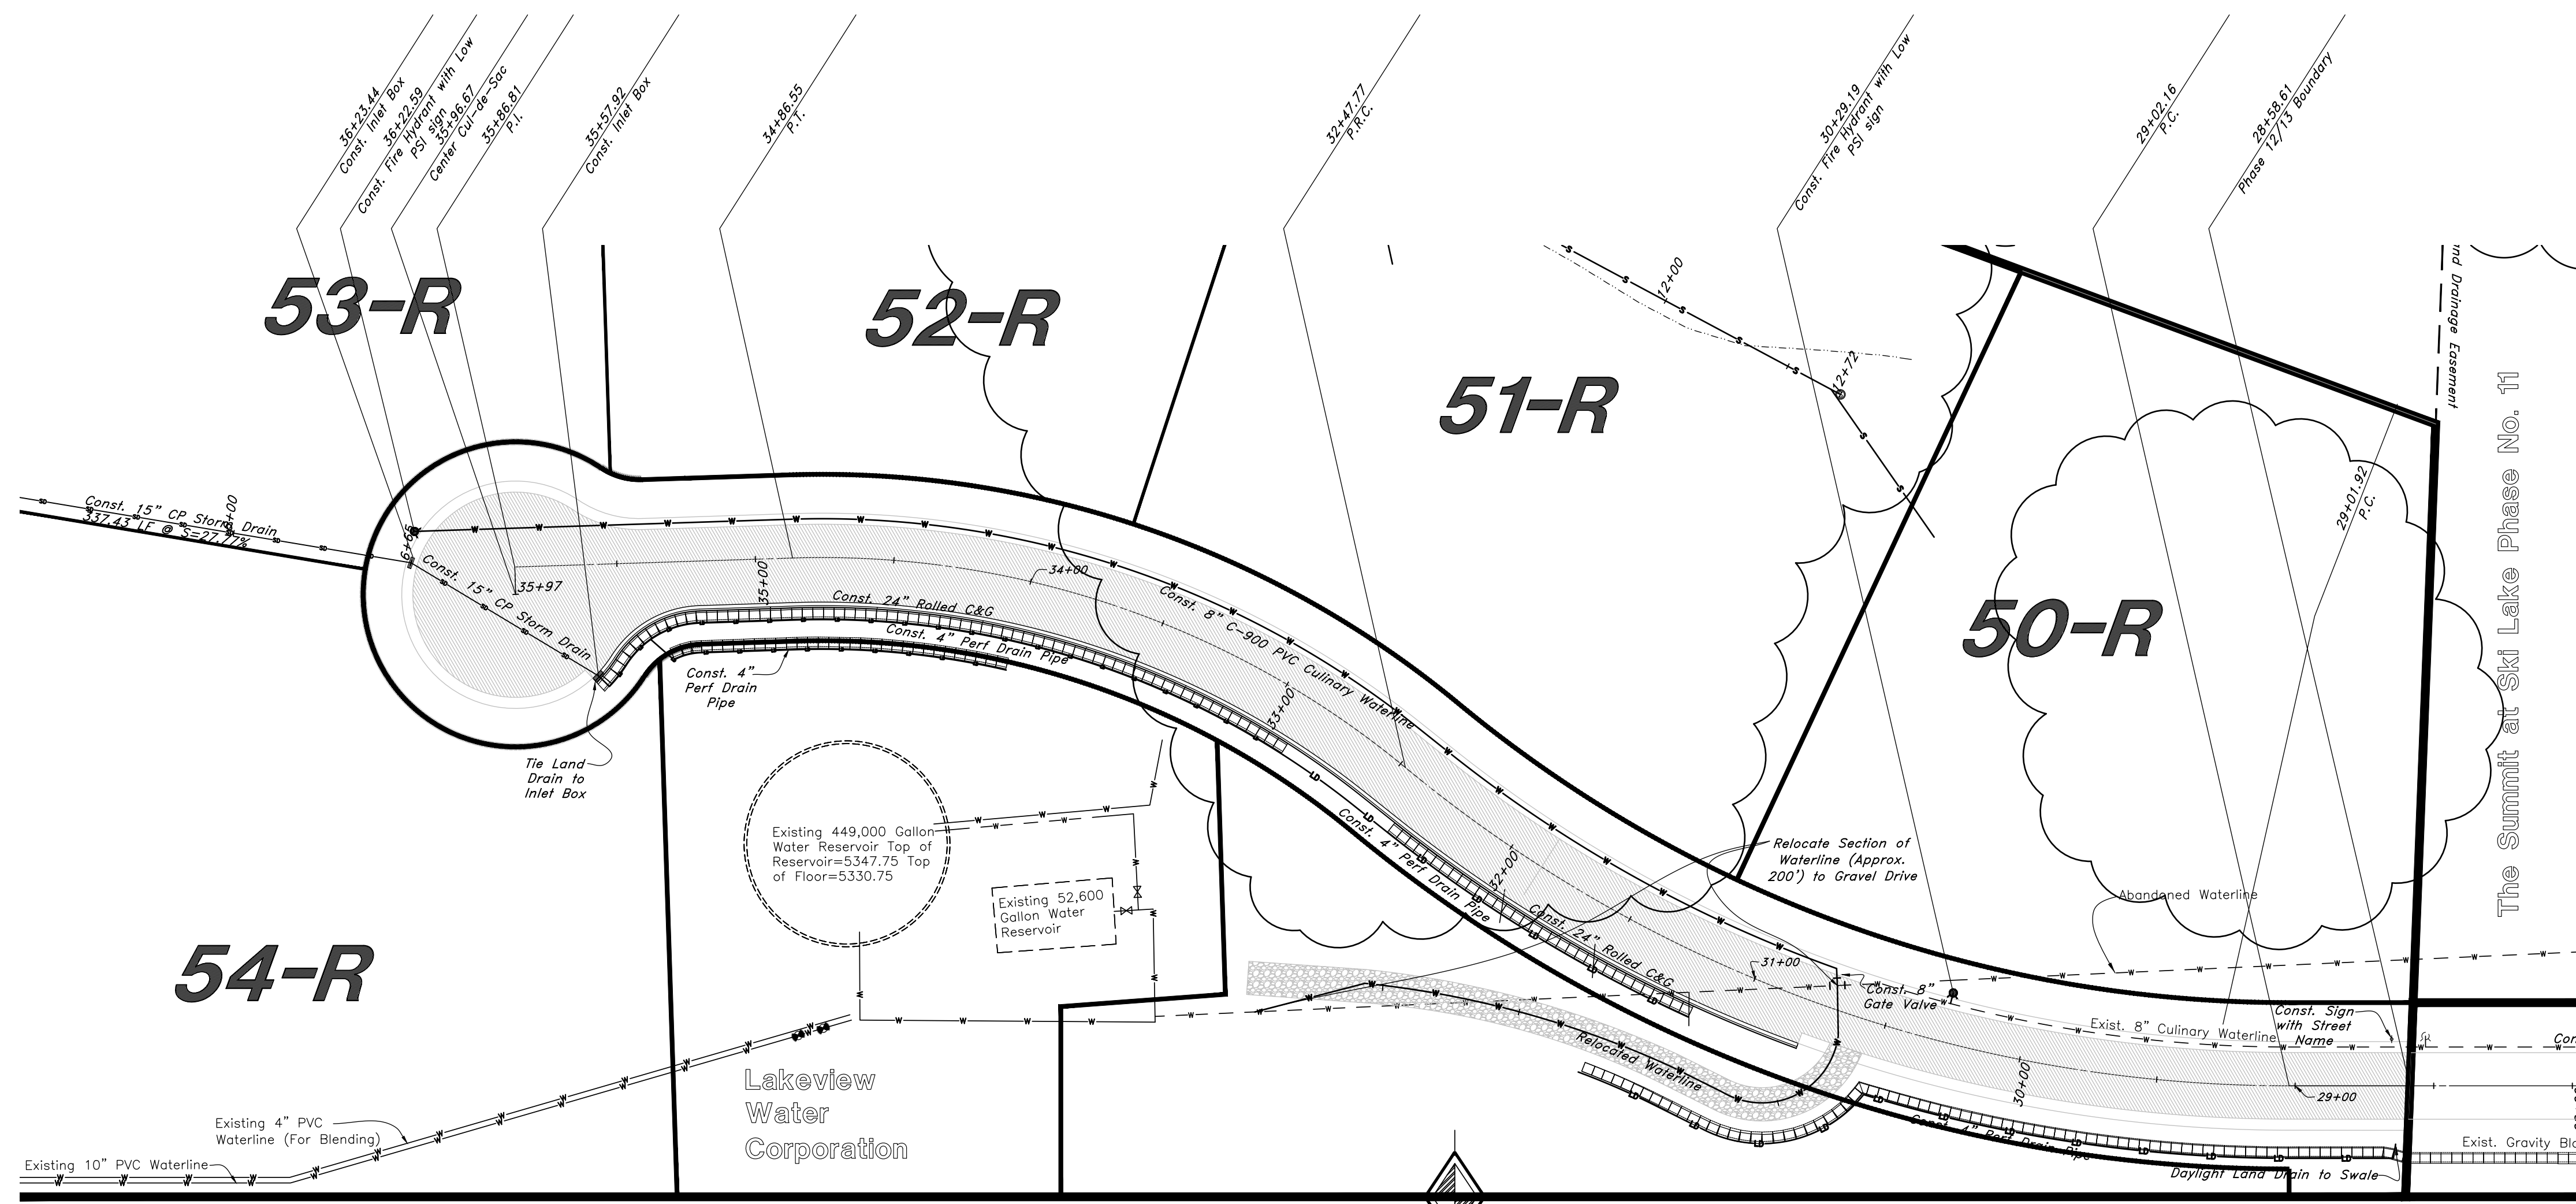 36+23.44
Const. Inlet Box
36+22.59
Const. Fire Hydrant with Low
PSI sign
35+96.67
Center Cul-de-Sac
35+86.81
P.I.
35+57.92
Const. Inlet Box
34+86.55
P.T.
32+47.77
P.R.C.
30+29.19
Const. Fire Hydrant with Low
PSI sign
29+02.16
P.C.
28+58.61
Phase 12/13 Boundary
53-R
52-R
51-R
50-R
54-R
12+00
12+72
nd Drainage Easement
The Summit at Ski Lake Phase No. 11
29+01.92
P.C.
Const. 15" CP Storm Drain
337.43 LF @ S=27.77%
Const. 15" CP Storm Drain
35+97
35+00
34+00
33+00
32+00
31+00
30+00
29+00
Const. 24" Rolled C&G
Const. 4" Perf Drain Pipe
Const. 8" C-900 PVC Culinary Waterline
Const. 4"
Perf Drain
Pipe
Tie Land
Drain to
Inlet Box
Existing 449,000 Gallon
Water Reservoir Top of
Reservoir=5347.75 Top
of Floor=5330.75
Existing 52,600
Gallon Water
Reservoir
Const. 4" Perf Drain Pipe
Const. 24" Rolled C&G
Relocate Section of
Waterline (Approx.
200') to Gravel Drive
Abandoned Waterline
Const. 8"
Gate Valve
Exist. 8" Culinary Waterline
Const. Sign
with Street
Name
Con
Relocated Waterline
Const. 4" Perf Drain Pipe
Exist. Gravity Blo
Daylight Land Drain to Swale
Lakeview
Water
Corporation
Existing 4" PVC
Waterline (For Blending)
Existing 10" PVC Waterline